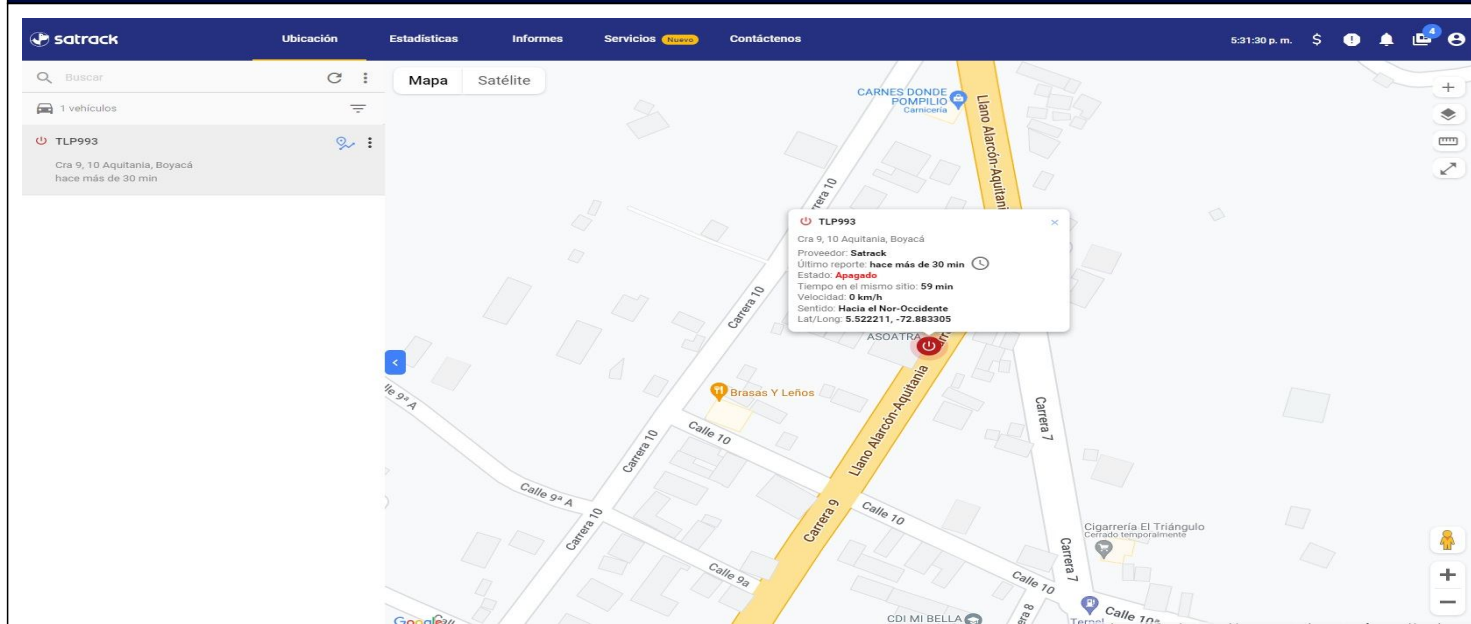 satrack
Ubicación
Estadísticas
Informes
Servicios Nuevo
Contáctenos
5:31:30 p. m.
$
4
Buscar
1 vehículos
TLP993
Cra 9, 10 Aquitania, Boyacá
hace más de 30 min
Mapa
Satélite
CARNES DONDE
POMPILIO
Carnicería
Llano Alarcón-Aquitani
Carrera 10
TLP993
Cra 9, 10 Aquitania, Boyacá
Proveedor: Satrack
Último reporte: hace más de 30 min
Estado: Apagado
Tiempo en el mismo sitio: 59 min
Velocidad: 0 km/h
Sentido: Hacia el Nor-Occidente
Lat/Long: 5.522211, -72.883305
ASOATRA
Brasas Y Leños
Llano Alarcón-Aquitania
Carrera 7
lle 9ª A
Calle 10
Carrera 10
Calle 9ª A
Carrera 10
Carrera 9
Calle 10
Cigarrería El Triángulo
Cerrado temporalmente
Carrera 7
Calle 9a
Calle 10
CDI MI BELLA
Terpel
Calle 10ª
Google